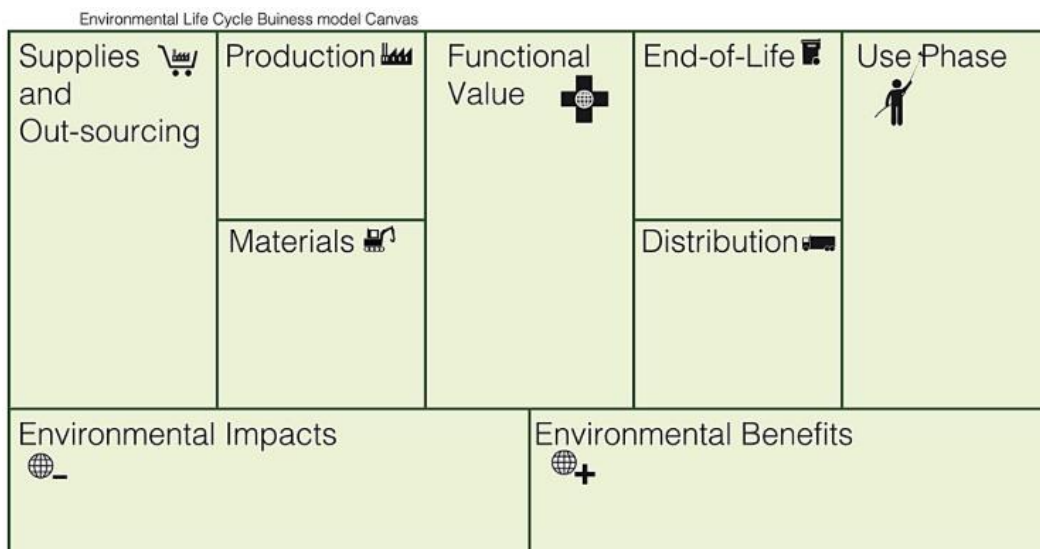 Environmental Life Cycle Buiness model Canvas
Supplies
and
Out-sourcing
Production
Materials
Functional
Value
End-of-Life
Distribution
Use Phase
Environmental Impacts
Environmental Benefits